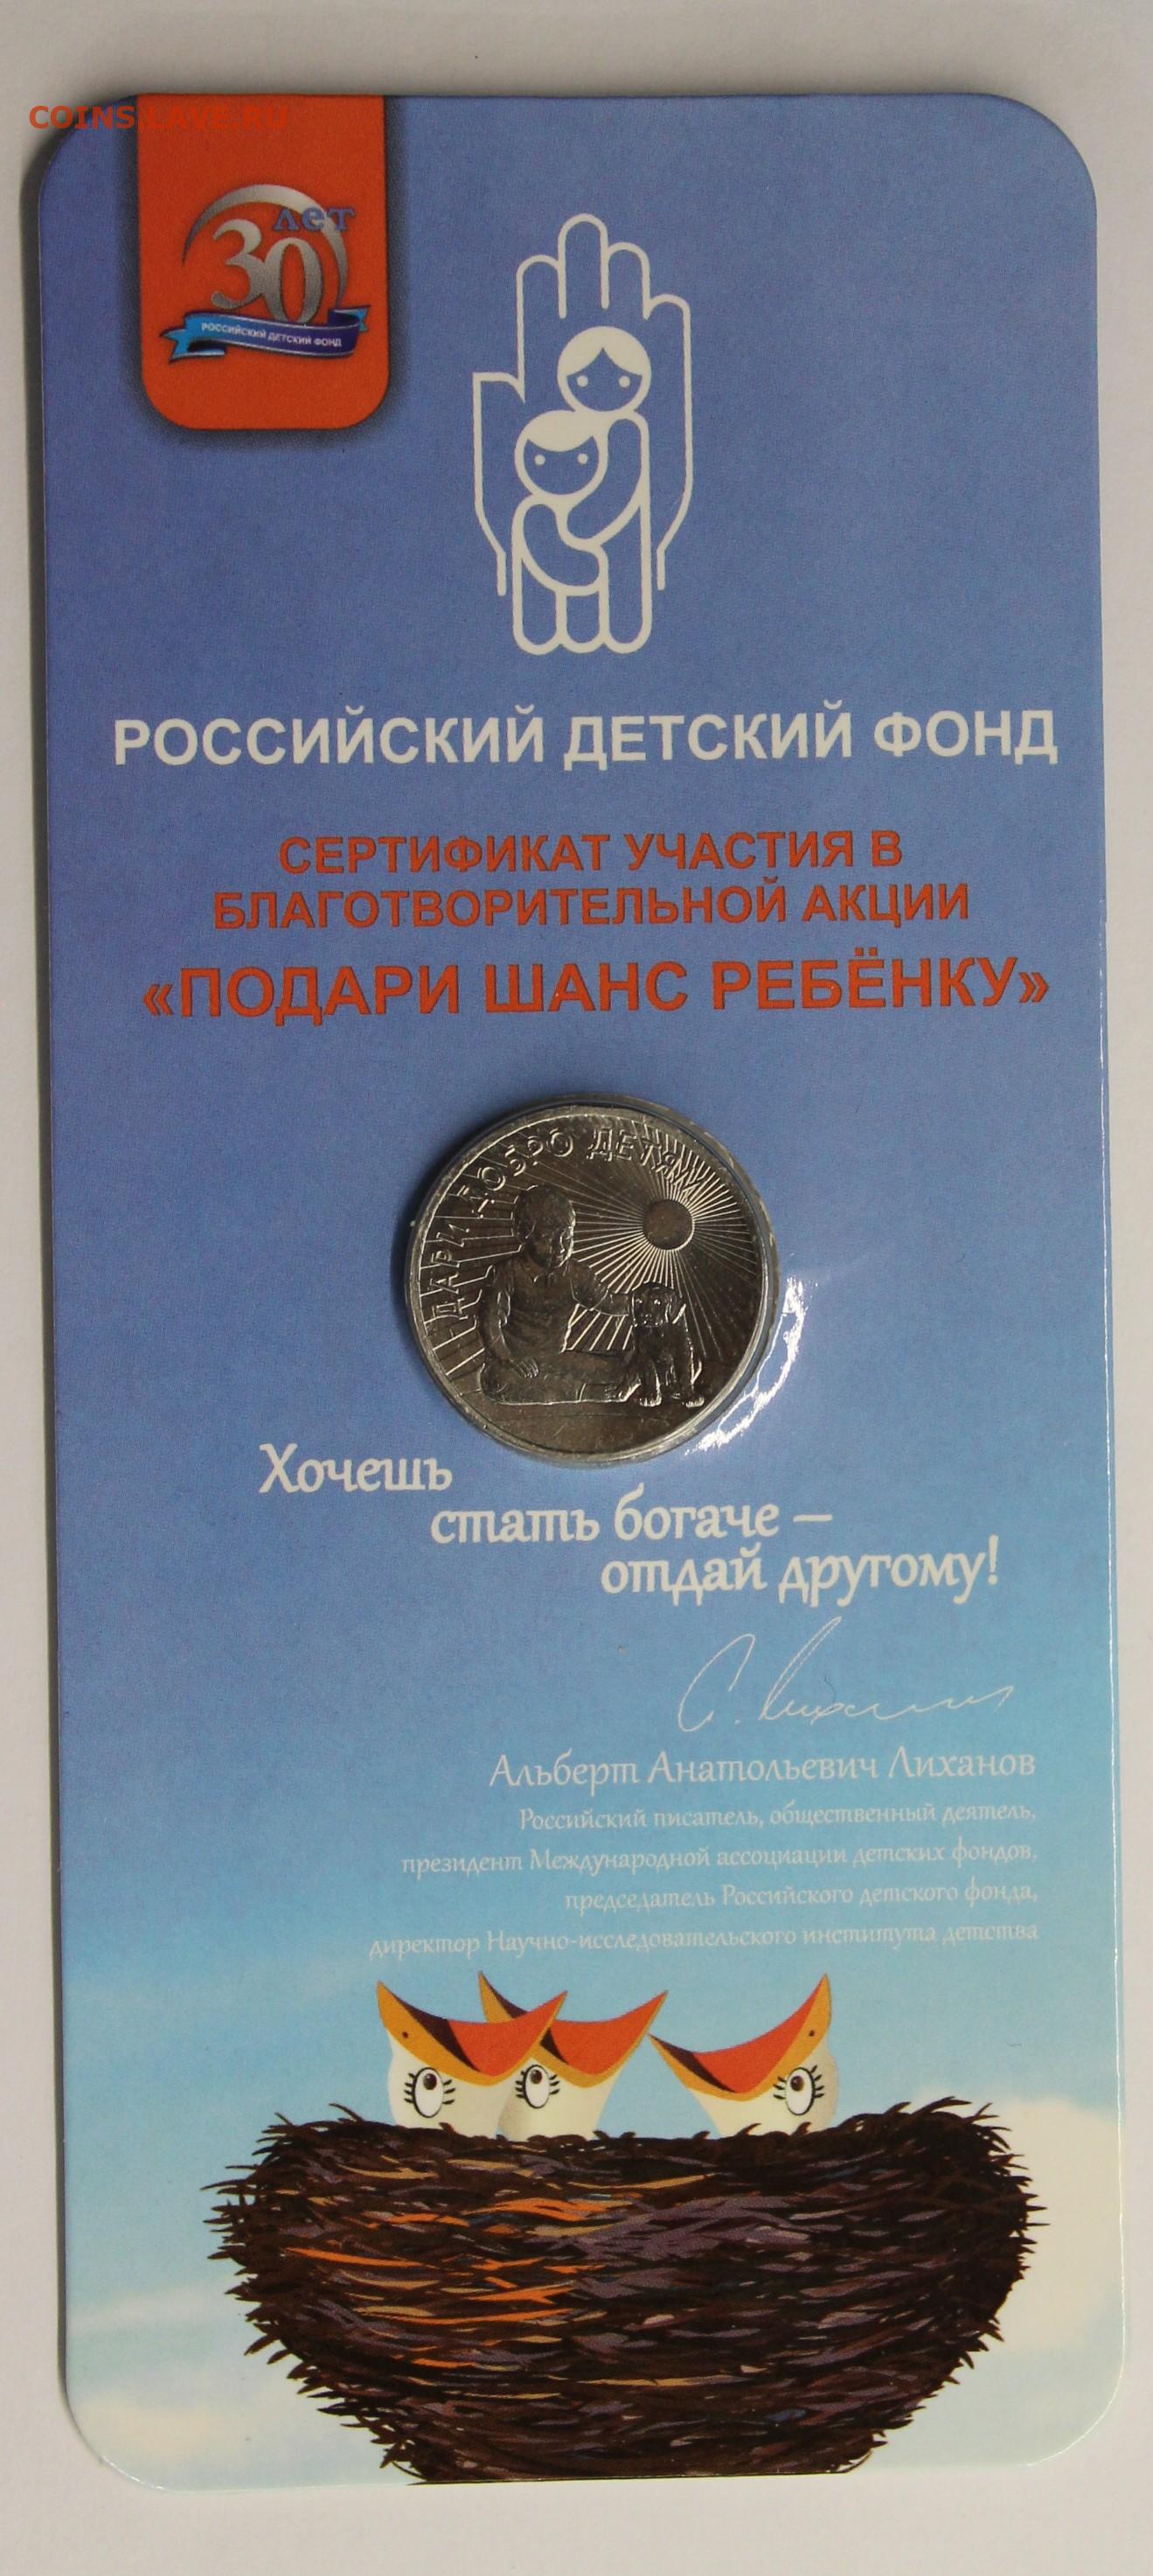 COINS.LAVE.RU
30 лет
РОССИЙСКИЙ ДЕТСКИЙ ФОНД
РОССИЙСКИЙ ДЕТСКИЙ ФОНД
СЕРТИФИКАТ УЧАСТИЯ В
БЛАГОТВОРИТЕЛЬНОЙ АКЦИИ
«ПОДАРИ ШАНС РЕБЁНКУ»
ДАРИ ДОБРО ДЕТЯМ
Хочешь
стать богаче –
отдай другому!
Альберт Анатольевич Лиханов
Российский писатель, общественный деятель,
президент Международной ассоциации детских фондов,
председатель Российского детского фонда,
директор Научно-исследовательского института детства